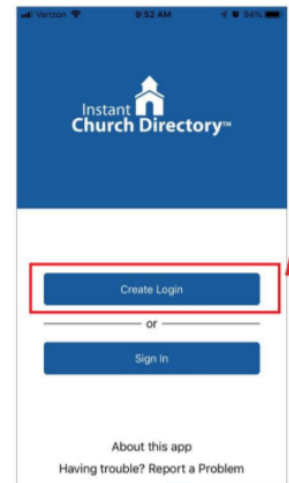 Verizon 9:52 AM 94%
Instant
Church Directory™
Create Login
or
Sign In
About this app
Having trouble? Report a Problem